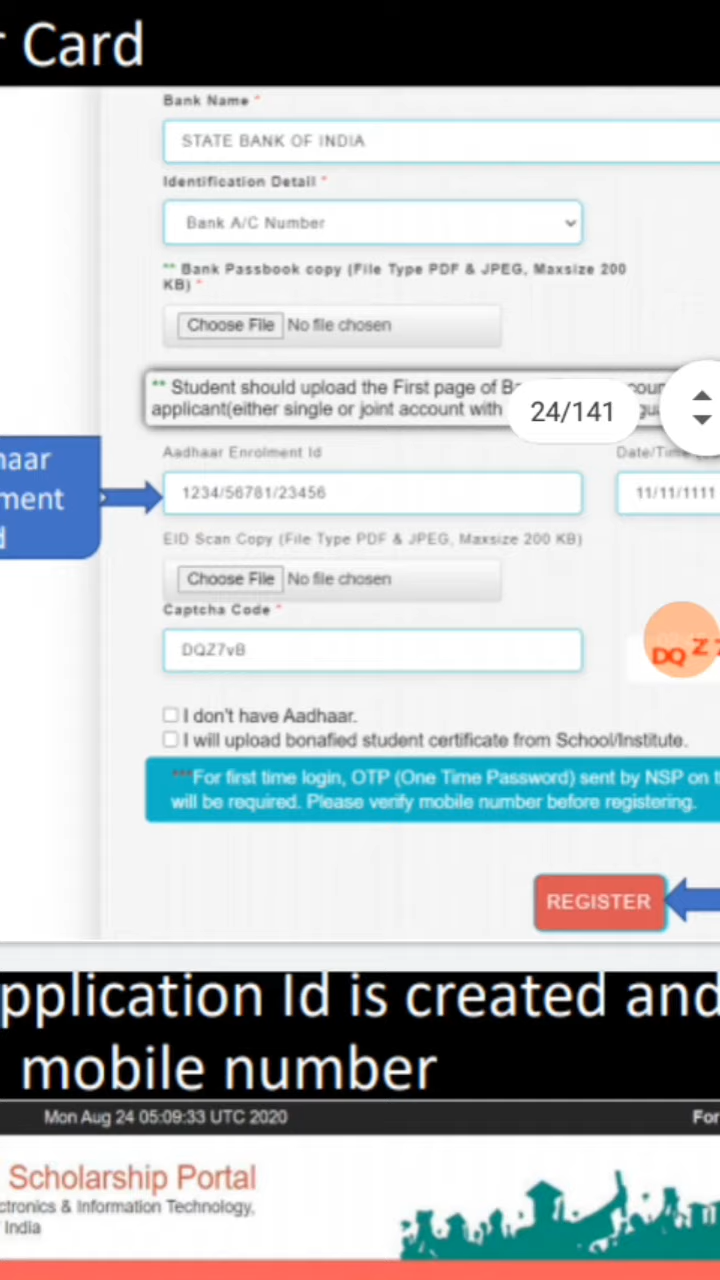 Card
Bank Name *
STATE BANK OF INDIA
Identification Detail *
Bank A/C Number
** Bank Passbook copy (File Type PDF & JPEG, Maxsize 200
KB) *
Choose File No file chosen
** Student should upload the First page of
applicant(either single or joint account with
24/141
Aadhaar Enrolment Id
Date/Time
1234/56781/23456
11/11/1111
EID Scan Copy (File Type PDF & JPEG, Maxsize 200 KB)
Choose File No file chosen
Captcha Code *
DQZ7vB
DQ Z
I don't have Aadhaar.
I will upload bonafied student certificate from School/Institute.
***For first time login, OTP (One Time Password) sent by NSP on
will be required. Please verify mobile number before registering.
REGISTER
pplication Id is created and
mobile number
Mon Aug 24 05:09:33 UTC 2020
For
Scholarship Portal
ctronics & Information Technology,
India